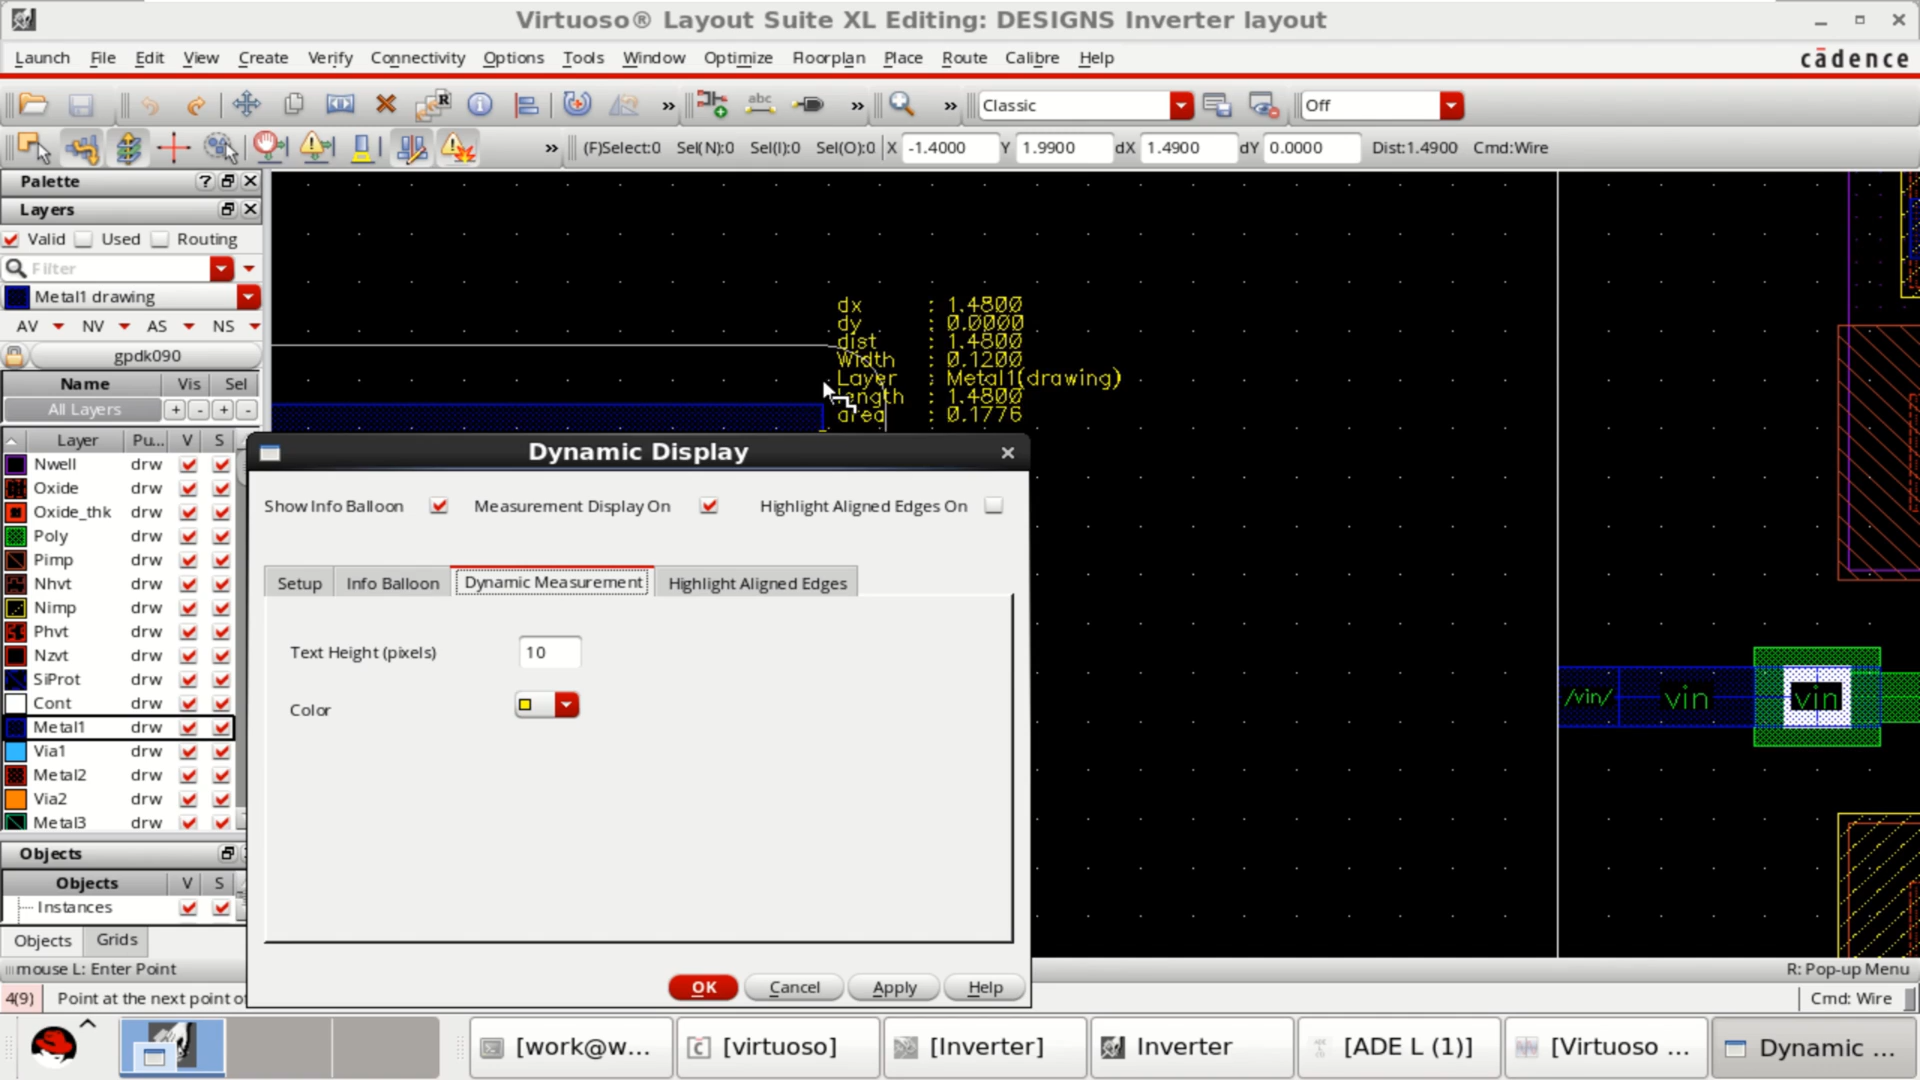 Virtuoso® Layout Suite XL Editing: DESIGNS Inverter layout
Launch File Edit View Create Verify Connectivity Options Tools Window Optimize Floorplan Place Route Calibre Help
cādence
R abc » » » Classic Off
» (F)Select:0 Sel(N):0 Sel(I):0 Sel(O):0 X -1.4000 Y 1.9900 dX 1.4900 dY 0.0000 Dist:1.4900 Cmd:Wire
Palette ?
Layers
Valid Used Routing
Filter
Metal1 drawing
AV NV AS NS
gpdk090
Name Vis Sel
All Layers + - + -
Layer Pu... V S
Nwell drw
Oxide drw
Oxide_thk drw
Poly drw
Pimp drw
Nhvt drw
Nimp drw
Phvt drw
Nzvt drw
SiProt drw
Cont drw
Metal1 drw
Via1 drw
Metal2 drw
Via2 drw
Metal3 drw
Objects
Objects V S
Instances
Objects Grids
dx : 1.4800
dy : 0.0000
dist : 1.4800
Width : 0.1200
Layer : Metal1(drawing)
length : 1.4800
area : 0.1776
Dynamic Display
Show Info Balloon Measurement Display On Highlight Aligned Edges On
Setup Info Balloon Dynamic Measurement Highlight Aligned Edges
Text Height (pixels) 10
Color
OK Cancel Apply Help
/vin/ vin vin
mouse L: Enter Point R: Pop-up Menu
4(9) Point at the next point o Cmd: Wire
[work@w... [virtuoso] [Inverter] Inverter [ADE L (1)] [Virtuoso ... Dynamic ...